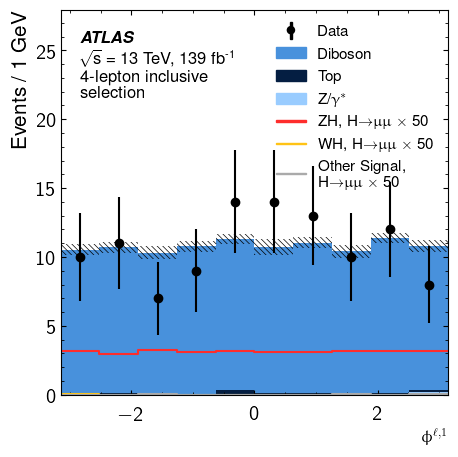 Events / 1 GeV
ATLAS
√s = 13 TeV, 139 fb⁻¹
4-lepton inclusive
selection
Data
Diboson
Top
Z/γ*
ZH, H→μμ × 50
WH, H→μμ × 50
Other Signal,
H→μμ × 50
25
20
15
10
5
0
−2 0 2
ϕ^ℓ,1